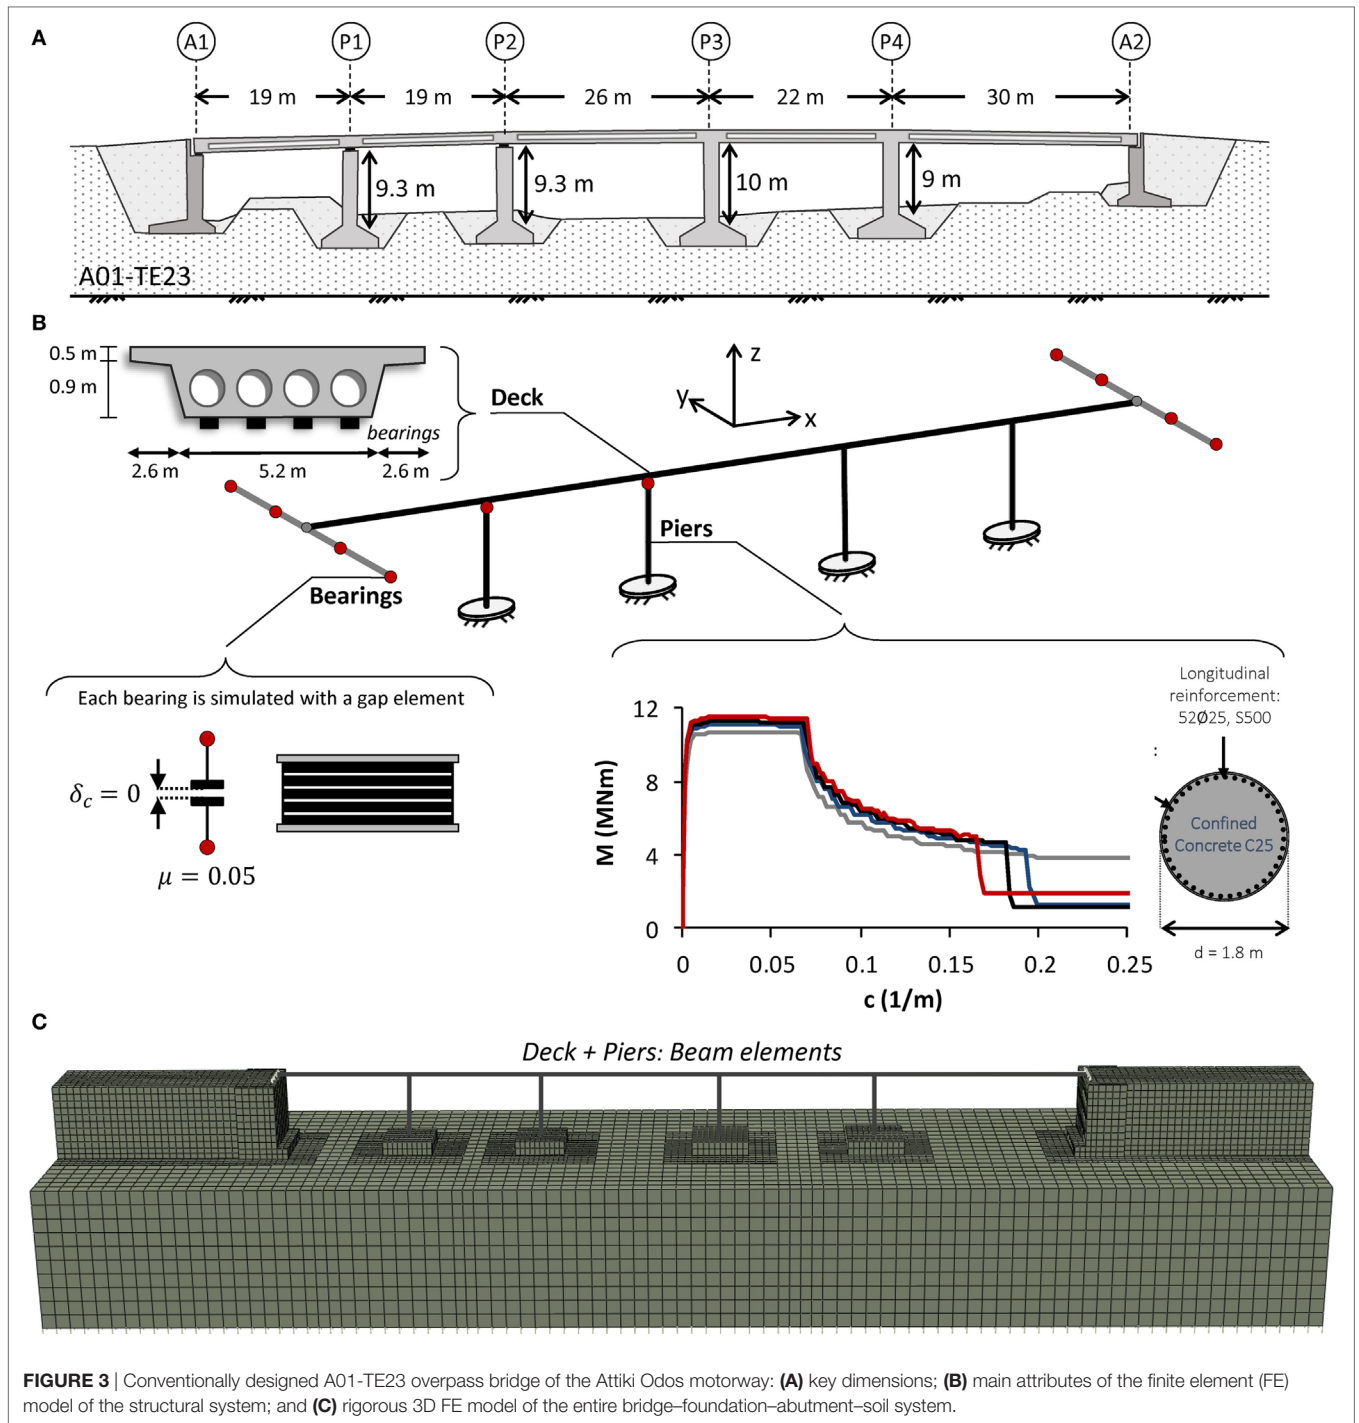 A
A1 P1 P2 P3 P4 A2
19 m 19 m 26 m 22 m 30 m
9.3 m 9.3 m 10 m 9 m
A01-TE23
B
0.5 m
0.9 m
bearings
2.6 m 5.2 m 2.6 m
Deck
z
y
x
Piers
Bearings
Each bearing is simulated with a gap element
δc = 0
μ = 0.05
M (MNm)
12
8
4
0
0 0.05 0.1 0.15 0.2 0.25
c (1/m)
Longitudinal
reinforcement:
52Ø25, S500
:
Confined
Concrete C25
d = 1.8 m
C
Deck + Piers: Beam elements
FIGURE 3 | Conventionally designed A01-TE23 overpass bridge of the Attiki Odos motorway: (A) key dimensions; (B) main attributes of the finite element (FE)
model of the structural system; and (C) rigorous 3D FE model of the entire bridge–foundation–abutment–soil system.